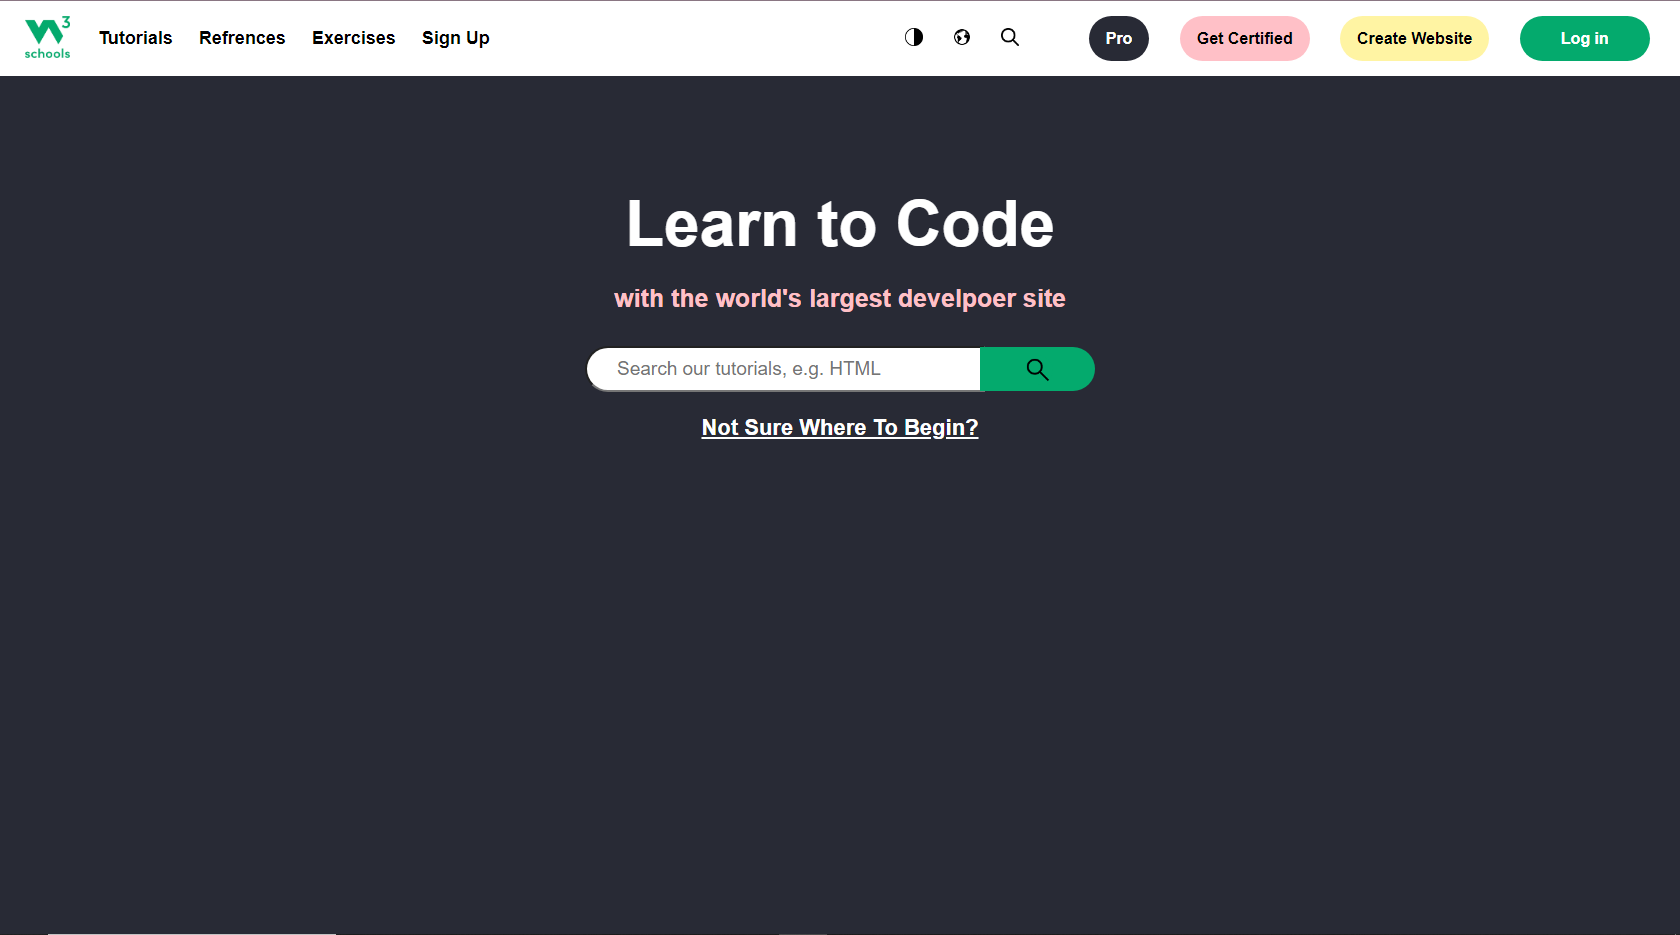 3
schools
Tutorials Refrences Exercises Sign Up Pro Get Certified Create Website Log in
Learn to Code
with the world's largest develpoer site
Search our tutorials, e.g. HTML
Not Sure Where To Begin?